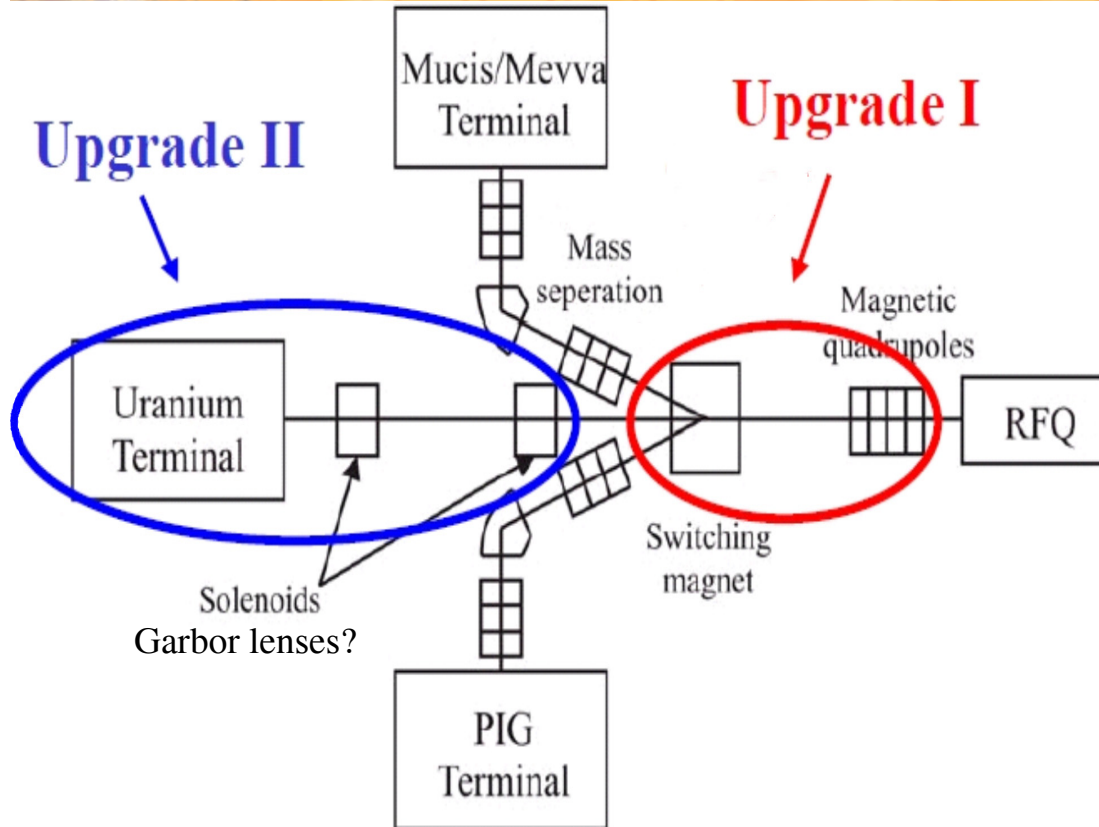 Mucis/Mevva
Terminal
Upgrade I
Upgrade II
Mass
seperation
Magnetic
quadrupoles
Uranium
Terminal
RFQ
Switching
magnet
Solenoids
Garbor lenses?
PIG
Terminal